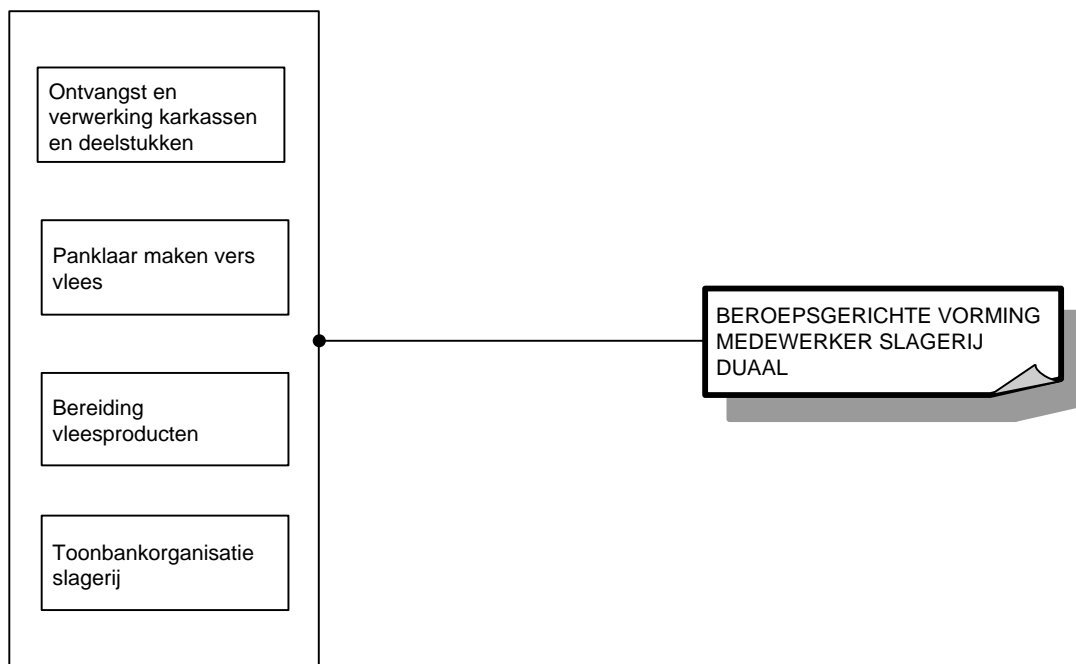 Ontvangst en
verwerking karkassen
en deelstukken
Panklaar maken vers
vlees
Bereiding
vleesproducten
Toonbankorganisatie
slagerij
BEROEPSGERICHTE VORMING
MEDEWERKER SLAGERIJ
DUAAL